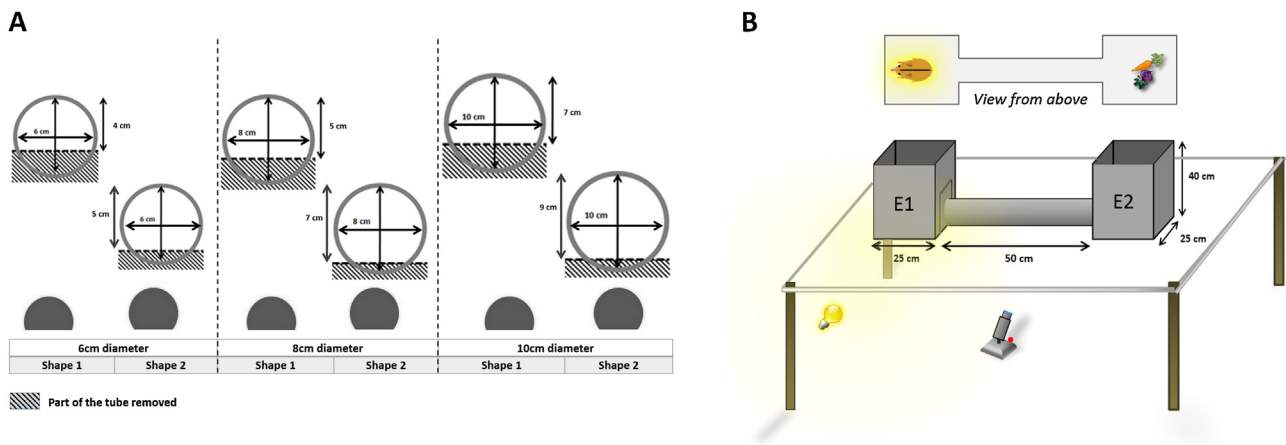 A
4 cm
6 cm
5 cm
6 cm
5 cm
8 cm
7 cm
8 cm
7 cm
10 cm
9 cm
10 cm
6cm diameter
8cm diameter
10cm diameter
Shape 1
Shape 2
Shape 1
Shape 2
Shape 1
Shape 2
Part of the tube removed
B
View from above
E1
E2
40 cm
25 cm
25 cm
50 cm